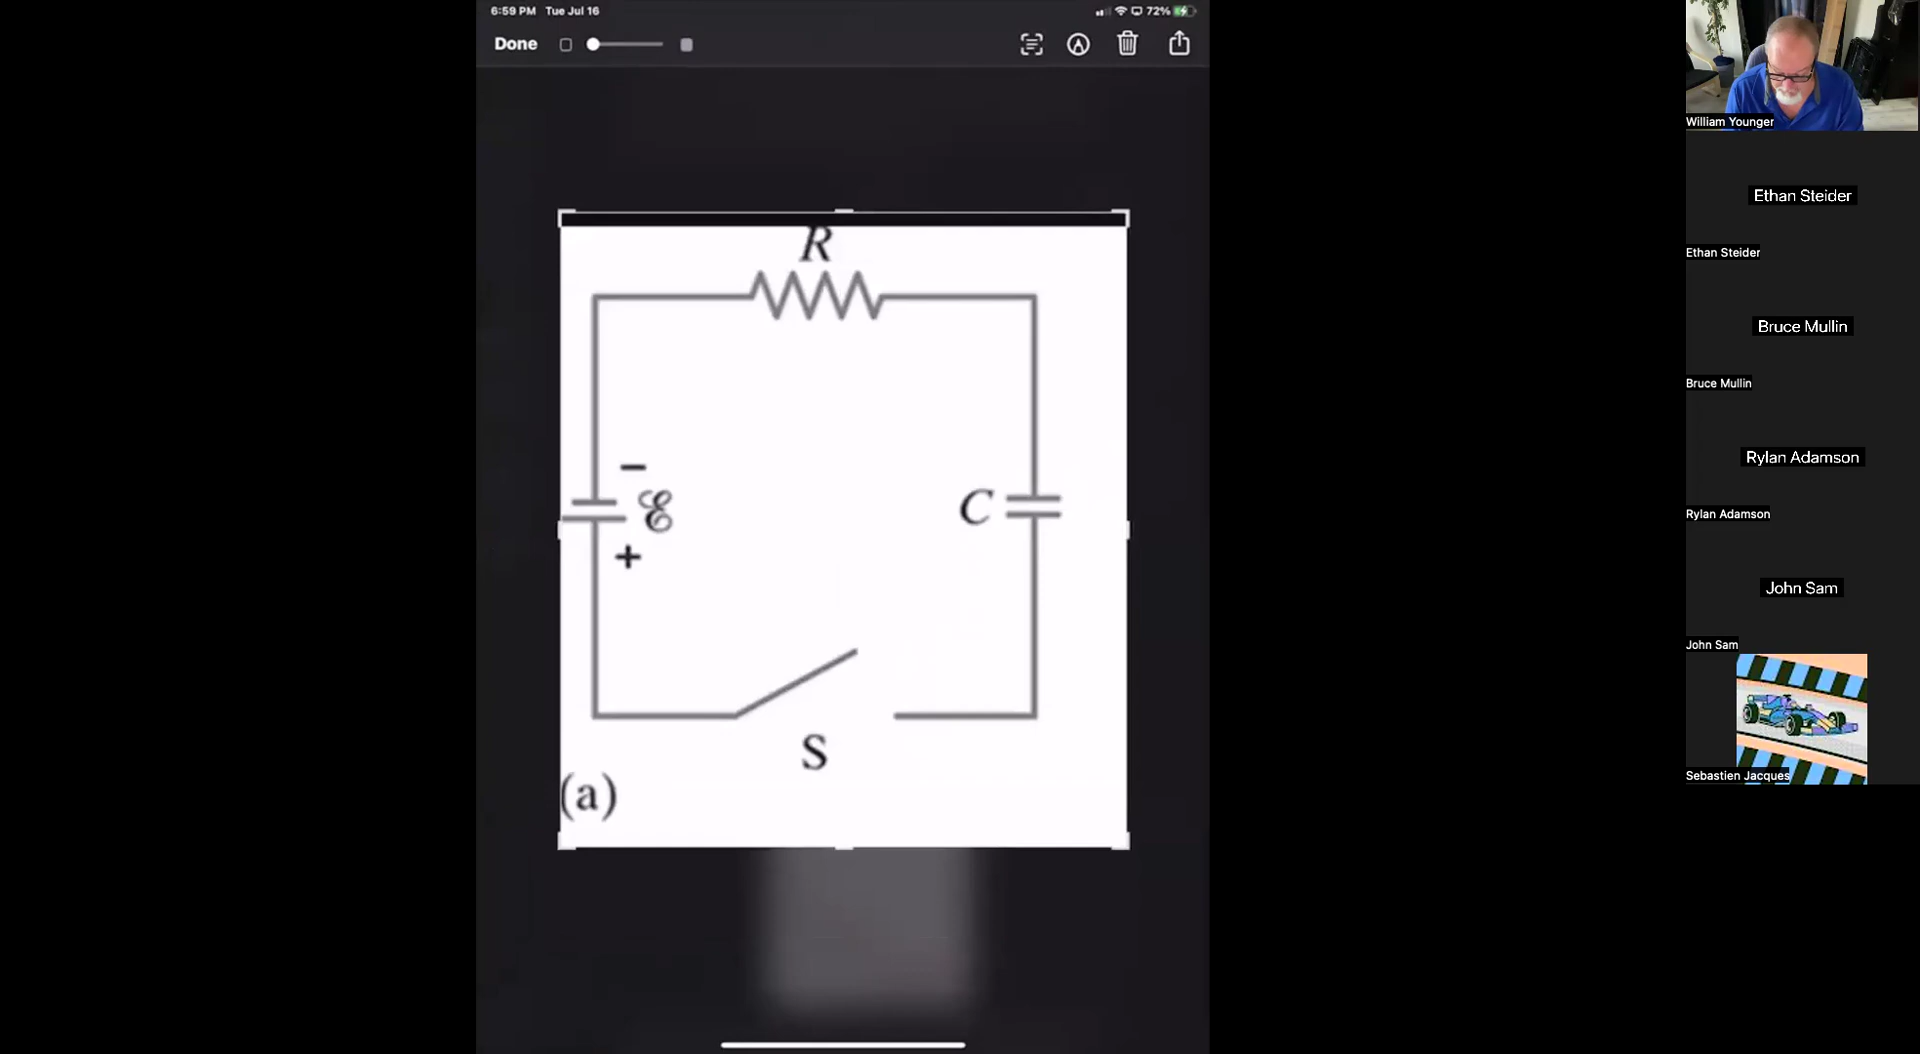 6:59 PM Tue Jul 16
72%
Done
R
−
ℰ
+
C
S
(a)
William Younger
Ethan Steider
Ethan Steider
Bruce Mullin
Bruce Mullin
Rylan Adamson
Rylan Adamson
John Sam
John Sam
Sebastien Jacques